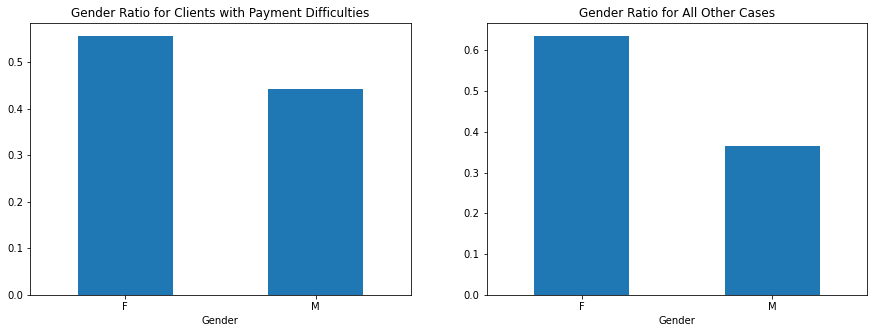 Gender Ratio for Clients with Payment Difficulties
0.5
0.4
0.3
0.2
0.1
0.0
F
M
Gender
Gender Ratio for All Other Cases
0.6
0.5
0.4
0.3
0.2
0.1
0.0
F
M
Gender